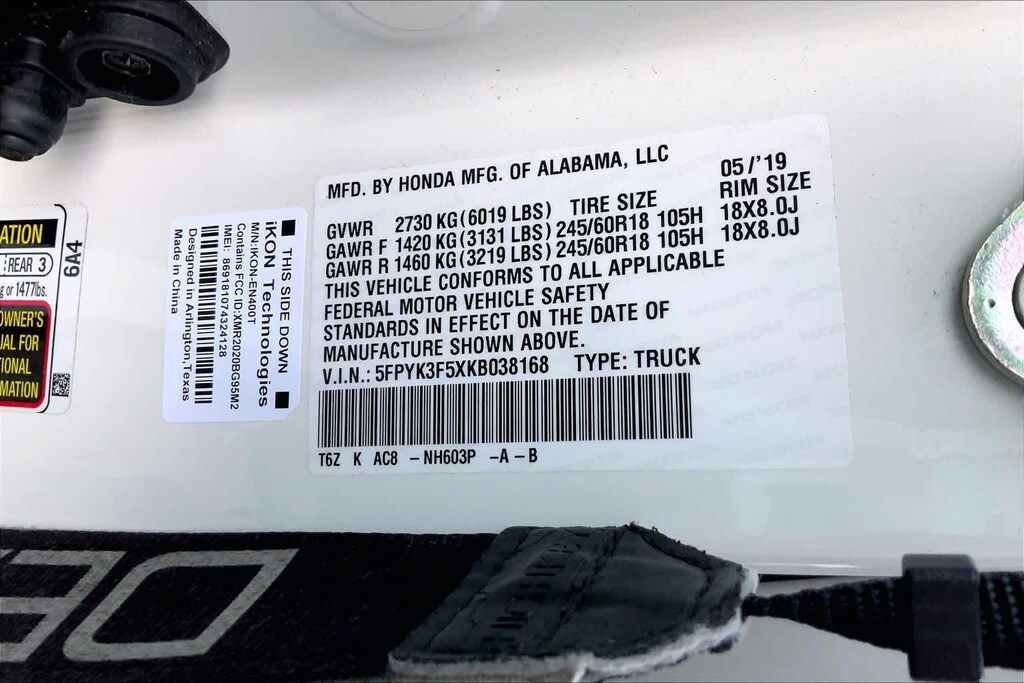 MFD. BY HONDA MFG. OF ALABAMA, LLC 05/'19
GVWR 2730 KG(6019 LBS) TIRE SIZE RIM SIZE
GAWR F 1420 KG(3131 LBS) 245/60R18 105H 18X8.0J
GAWR R 1460 KG(3219 LBS) 245/60R18 105H 18X8.0J
THIS VEHICLE CONFORMS TO ALL APPLICABLE
FEDERAL MOTOR VEHICLE SAFETY
STANDARDS IN EFFECT ON THE DATE OF
MANUFACTURE SHOWN ABOVE.
V.I.N.: 5FPYK3F5XKB038168 TYPE: TRUCK
T6Z K AC8 - NH603P - A - B
THIS SIDE DOWN
iKON Technologies
M/N:IKON-EN400T
Contains FCC ID:XMR2020BG95M2
IMEI: 869181074324128
Designed in Arlington,Texas
Made in China
ATION
REAR 3
g or 1477lbs.
OWNER'S
UAL FOR
TIONAL
MATION
6A4